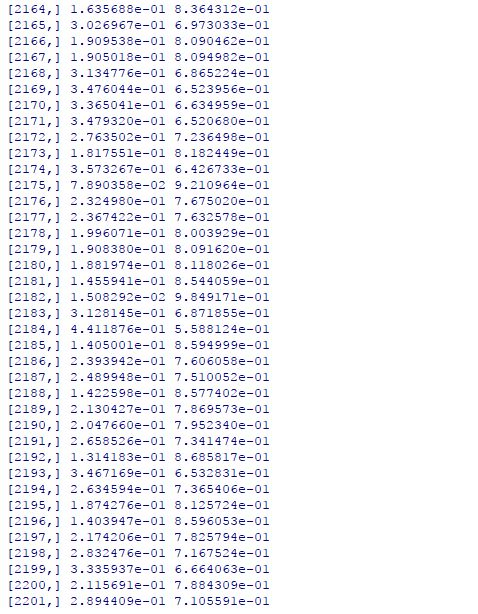 [2164,] 1.635688e-01 8.364312e-01
[2165,] 3.026967e-01 6.973033e-01
[2166,] 1.909538e-01 8.090462e-01
[2167,] 1.905018e-01 8.094982e-01
[2168,] 3.134776e-01 6.865224e-01
[2169,] 3.476044e-01 6.523956e-01
[2170,] 3.365041e-01 6.634959e-01
[2171,] 3.479320e-01 6.520680e-01
[2172,] 2.763502e-01 7.236498e-01
[2173,] 1.817551e-01 8.182449e-01
[2174,] 3.573267e-01 6.426733e-01
[2175,] 7.890358e-02 9.210964e-01
[2176,] 2.324980e-01 7.675020e-01
[2177,] 2.367422e-01 7.632578e-01
[2178,] 1.996071e-01 8.003929e-01
[2179,] 1.908380e-01 8.091620e-01
[2180,] 1.881974e-01 8.118026e-01
[2181,] 1.455941e-01 8.544059e-01
[2182,] 1.508292e-02 9.849171e-01
[2183,] 3.128145e-01 6.871855e-01
[2184,] 4.411876e-01 5.588124e-01
[2185,] 1.405001e-01 8.594999e-01
[2186,] 2.393942e-01 7.606058e-01
[2187,] 2.489948e-01 7.510052e-01
[2188,] 1.422598e-01 8.577402e-01
[2189,] 2.130427e-01 7.869573e-01
[2190,] 2.047660e-01 7.952340e-01
[2191,] 2.658526e-01 7.341474e-01
[2192,] 1.314183e-01 8.685817e-01
[2193,] 3.467169e-01 6.532831e-01
[2194,] 2.634594e-01 7.365406e-01
[2195,] 1.874276e-01 8.125724e-01
[2196,] 1.403947e-01 8.596053e-01
[2197,] 2.174206e-01 7.825794e-01
[2198,] 2.832476e-01 7.167524e-01
[2199,] 3.335937e-01 6.664063e-01
[2200,] 2.115691e-01 7.884309e-01
[2201,] 2.894409e-01 7.105591e-01